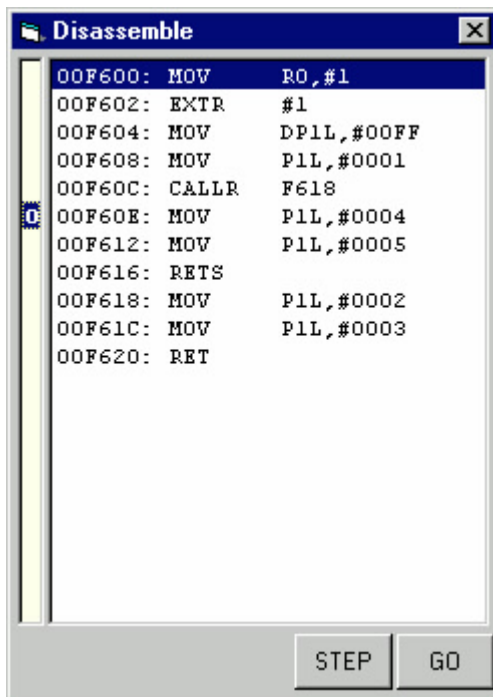 Disassemble
00F600: MOV R0,#1
00F602: EXTR #1
00F604: MOV DP1L,#00FF
00F608: MOV P1L,#0001
00F60C: CALLR F618
0
00F60E: MOV P1L,#0004
00F612: MOV P1L,#0005
00F616: RETS
00F618: MOV P1L,#0002
00F61C: MOV P1L,#0003
00F620: RET
STEP GO